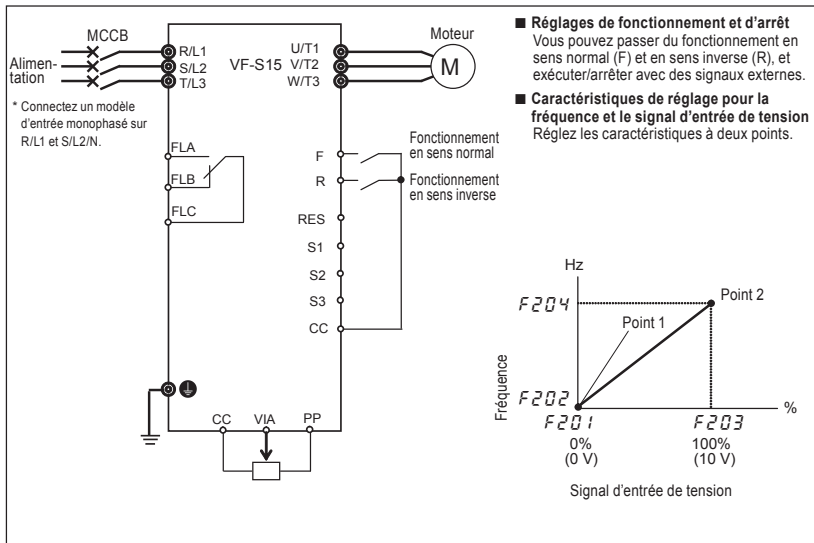 MCCB
Alimen-
tation
R/L1
S/L2
T/L3
VF-S15
U/T1
V/T2
W/T3
Moteur
M
* Connectez un modèle
d'entrée monophasé sur
R/L1 et S/L2/N.
FLA
FLB
FLC
F
R
RES
S1
S2
S3
CC
Fonctionnement
en sens normal
Fonctionnement
en sens inverse
CC
VIA
PP
■ Réglages de fonctionnement et d'arrêt
Vous pouvez passer du fonctionnement en
sens normal (F) et en sens inverse (R), et
exécuter/arrêter avec des signaux externes.
■ Caractéristiques de réglage pour la
fréquence et le signal d'entrée de tension
Réglez les caractéristiques à deux points.
Hz
F204
Point 2
Point 1
Fréquence
F202
%
F201
F203
0%
(0 V)
100%
(10 V)
Signal d'entrée de tension